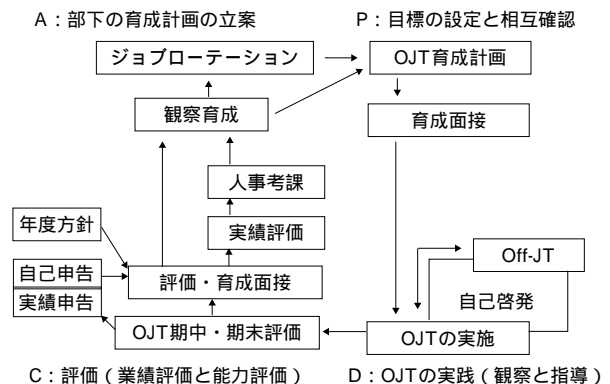 A：部下の育成計画の立案
P：目標の設定と相互確認
ジョブローテーション
OJT育成計画
観察育成
育成面接
人事考課
年度方針
実績評価
Off-JT
自己申告
評価・育成面接
実績申告
自己啓発
OJT期中・期末評価
OJTの実施
C：評価（業績評価と能力評価）
D：OJTの実践（観察と指導）